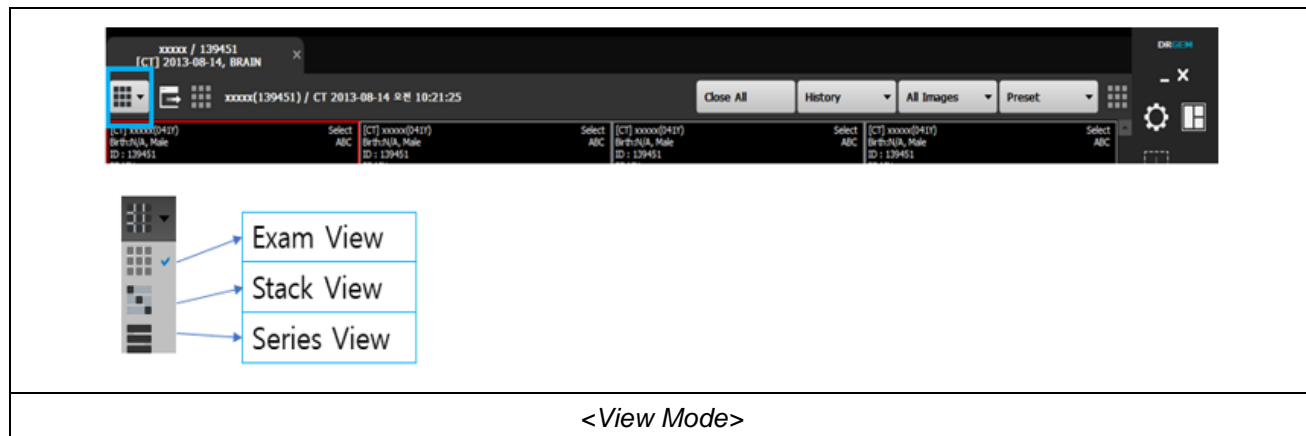 xxxxx / 139451
[CT] 2013-08-14, BRAIN
DRGEM
xxxxx(139451) / CT 2013-08-14 오전 10:21:25
Close All
History
All Images
Preset
[CT] xxxxx(041Y) Select
Birth:N/A, Male ABC
ID : 139451
[CT] xxxxx(041Y) Select
Birth:N/A, Male ABC
ID : 139451
[CT] xxxxx(041Y) Select
Birth:N/A, Male ABC
ID : 139451
[CT] xxxxx(041Y) Select
Birth:N/A, Male ABC
ID : 139451
Exam View
Stack View
Series View
<View Mode>